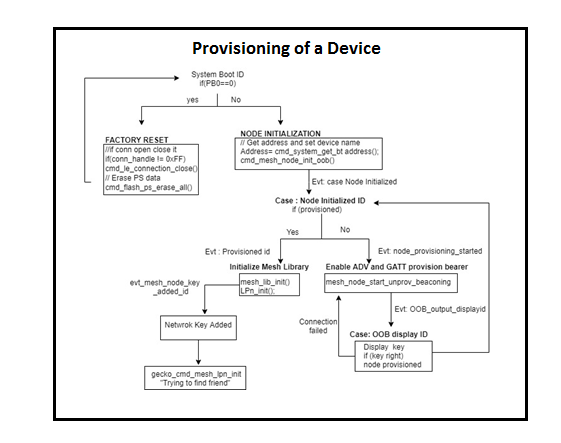 Provisioning of a Device
System Boot ID
if(PB0==0)
yes
No
FACTORY RESET
//If conn open close it
if(conn_handle != 0XFF)
cmd_le_connection_close()
// Erase PS data
cmd_flash_ps_erase_all()
NODE INITIALIZATION
// Get address and set device name
Address= cmd_system_get_bt address();
cmd_mesh_node_init_oob()
Evt: case Node Initialized
Case : Node Initialized ID
if (provisioned)
Yes
No
Evt : Provisioned id
Evt: node_provisioning_started
Initialize Mesh Library
mesh_lib_init()
LPn_init();
Enable ADV and GATT provision bearer
mesh_node_start_unprov_beaconing
evt_mesh_node_key
_added_id
Evt: OOB_output_displayid
Netwrok Key Added
Connection
failed
Case: OOB display ID
Display key
if (key right)
node provisioned
gecko_cmd_mesh_lpn_init
"Trying to find friend"